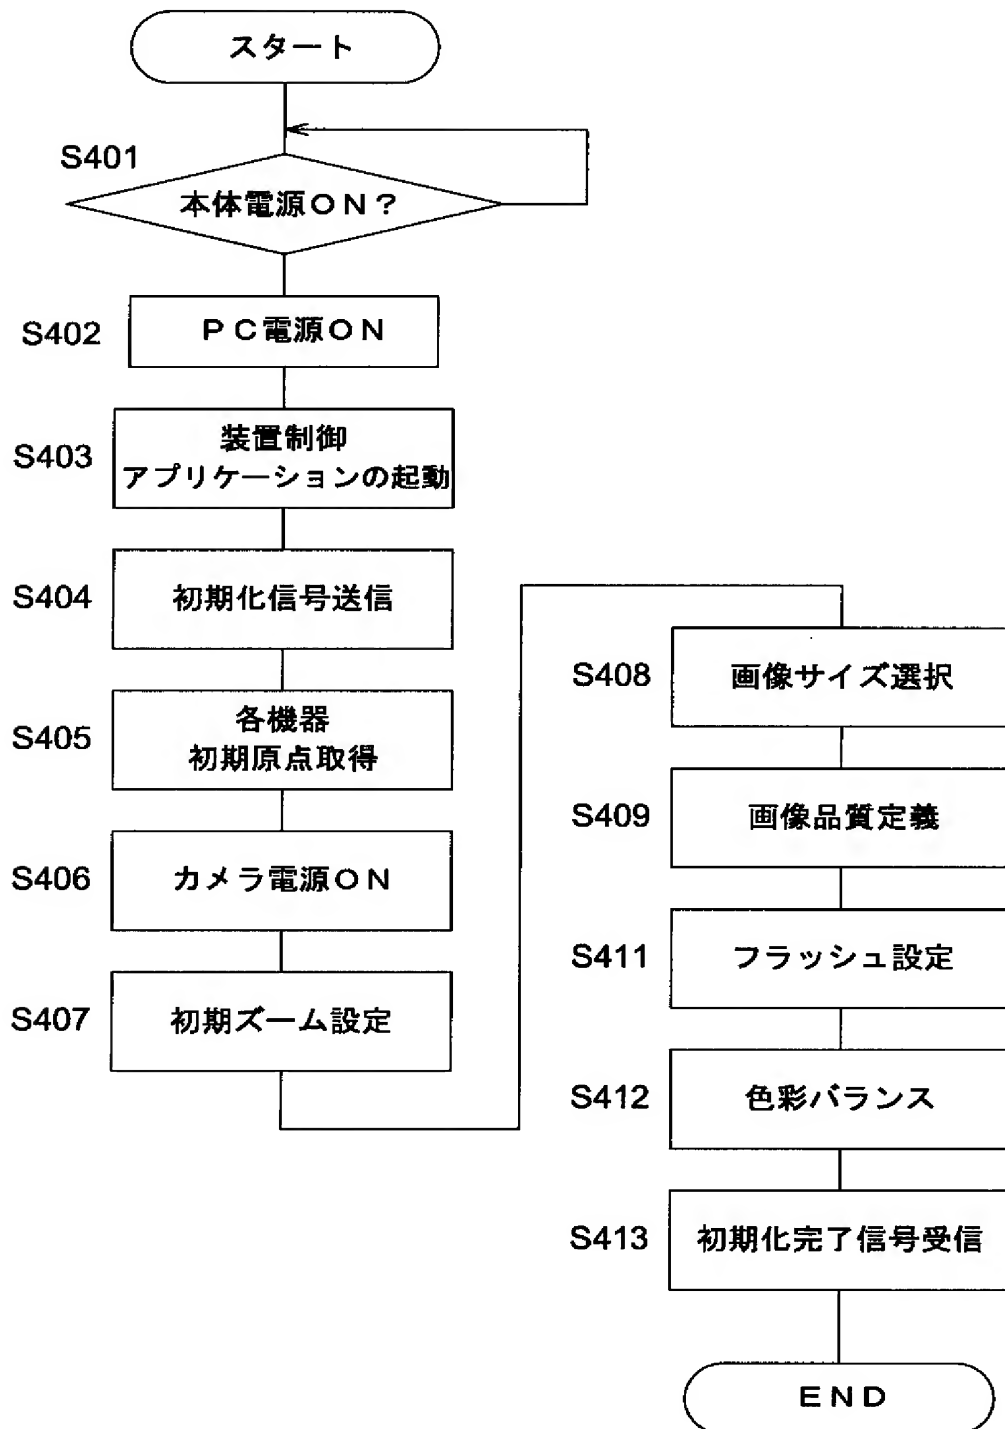 スタート
S401
本体電源ON?
S402
PC電源ON
S403
装置制御
アプリケーションの起動
S404
初期化信号送信
S405
各機器
初期原点取得
S406
カメラ電源ON
S407
初期ズーム設定
S408
画像サイズ選択
S409
画像品質定義
S411
フラッシュ設定
S412
色彩バランス
S413
初期化完了信号受信
END